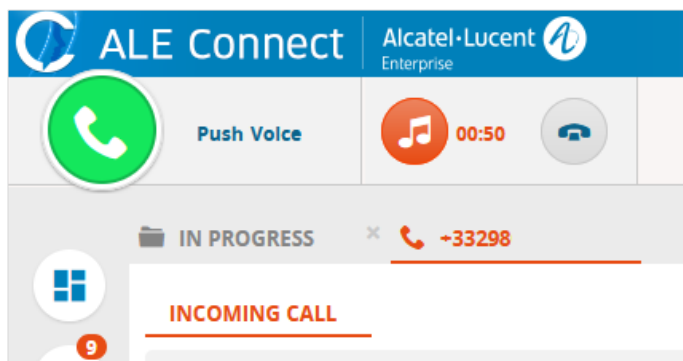 ALE Connect
Alcatel·Lucent
Enterprise
Push Voice
00:50
IN PROGRESS
× +33298
INCOMING CALL
9